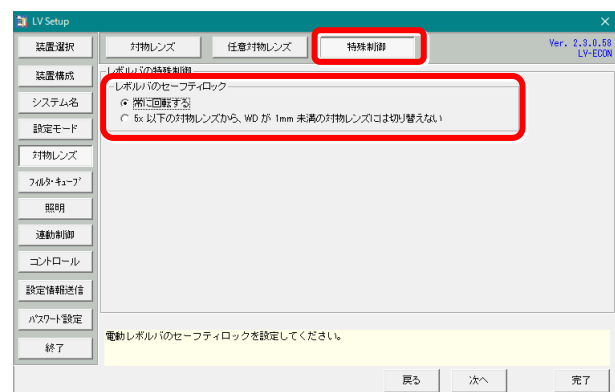 LV Setup
装置選択
対物レンズ
任意対物レンズ
特殊制御
Ver. 2.3.0.58
LV-ECON
装置構成
システム名
設定モード
対物レンズ
フィルタ・キューブ
照明
連動制御
コントロール
設定情報送信
パスワード設定
終了
レボルバの特殊制御
レボルバのセーフティロック
常に回転する
5x 以下の対物レンズから、WD が 1mm 未満の対物レンズには切り替えない
電動レボルバのセーフティロックを設定してください。
戻る
次へ
完了